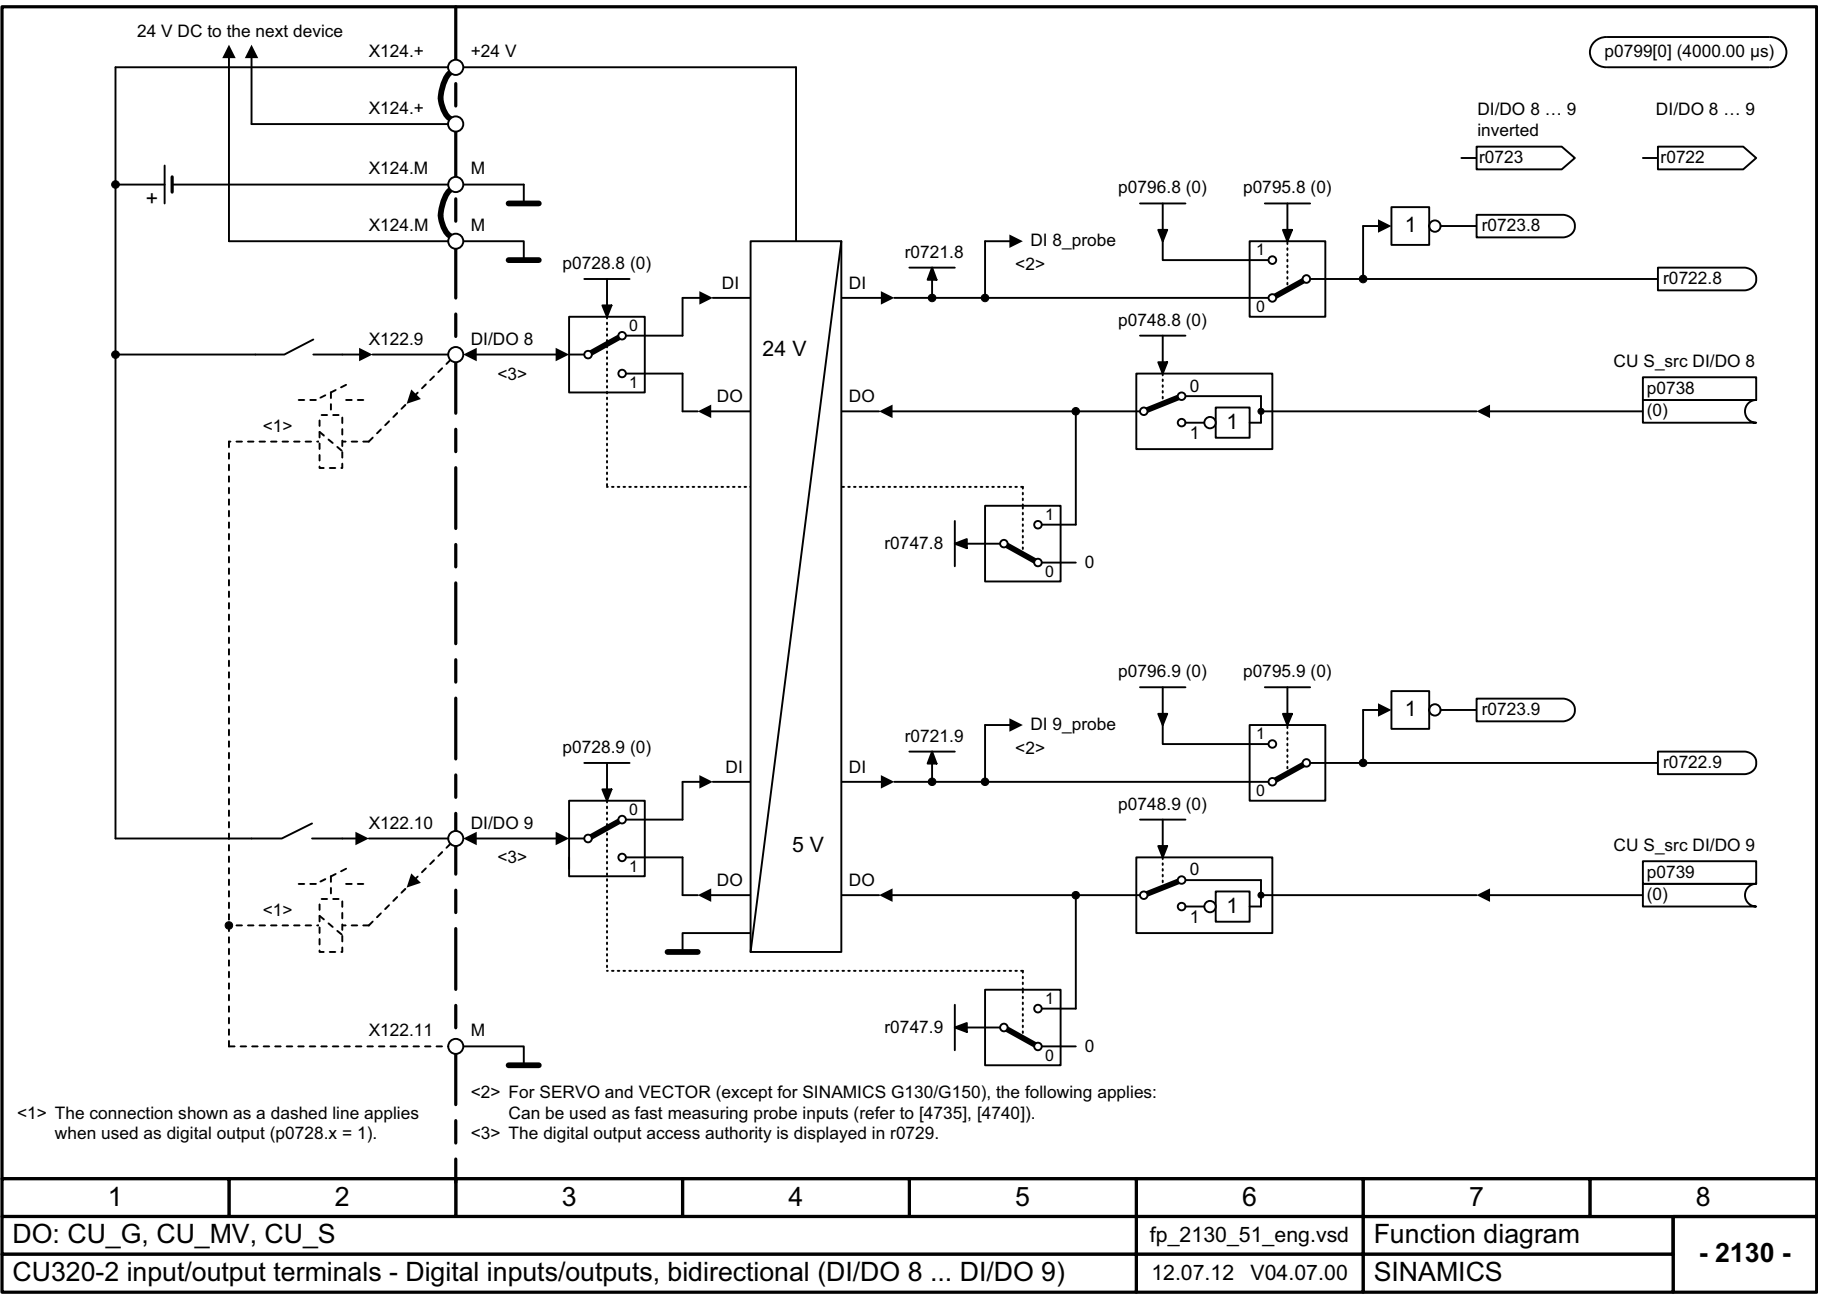 24 V DC to the next device
X124.+
+24 V
p0799[0] (4000.00 µs)
X124.+
DI/DO 8 … 9
inverted
DI/DO 8 … 9
r0723
r0722
X124.M
M
+
p0796.8 (0)
p0795.8 (0)
X124.M
M
1
r0723.8
DI 8_probe
<2>
r0721.8
1
0
r0722.8
p0728.8 (0)
DI
DI
24 V
p0748.8 (0)
X122.9
DI/DO 8
<3>
0
1
CU S_src DI/DO 8
p0738
(0)
DO
DO
0
1
1
<1>
1
r0747.8
0
0
p0796.9 (0)
p0795.9 (0)
1
r0723.9
DI 9_probe
<2>
r0721.9
1
0
r0722.9
p0728.9 (0)
DI
DI
5 V
p0748.9 (0)
X122.10
DI/DO 9
<3>
0
1
CU S_src DI/DO 9
p0739
(0)
DO
DO
0
1
1
<1>
1
r0747.9
0
0
X122.11
M
<1> The connection shown as a dashed line applies
when used as digital output (p0728.x = 1).
<2> For SERVO and VECTOR (except for SINAMICS G130/G150), the following applies:
Can be used as fast measuring probe inputs (refer to [4735], [4740]).
<3> The digital output access authority is displayed in r0729.
1 2 3 4 5 6 7 8
DO: CU_G, CU_MV, CU_S
fp_2130_51_eng.vsd
Function diagram
- 2130 -
CU320-2 input/output terminals - Digital inputs/outputs, bidirectional (DI/DO 8 ... DI/DO 9)
12.07.12 V04.07.00
SINAMICS